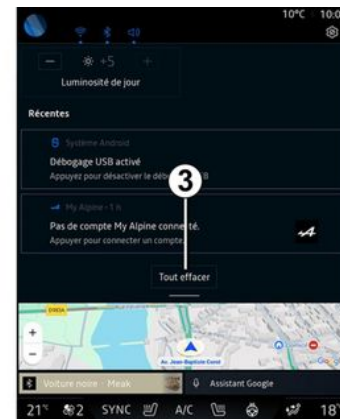 10°C 10:0
+5
Luminosité de jour
Récentes
Système Android
Débogage USB activé
Appuyez pour désactiver le déb B
3
My Alpine · 1 h
Pas de compte My Alpine connecté.
Appuyer pour connecter un compte.
Tout effacer
Av. Jean-Baptiste Corot
Voiture noire · Meak
Assistant Google
21° 2 SYNC A/C 18°